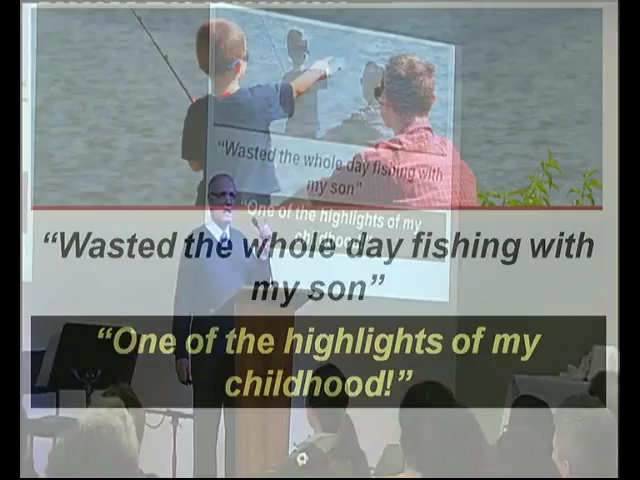 “Wasted the whole day fishing with
my son”
“One of the highlights of my
childhood!”
“Wasted the whole day fishing with
my son”
“One of the highlights of my
childhood!”